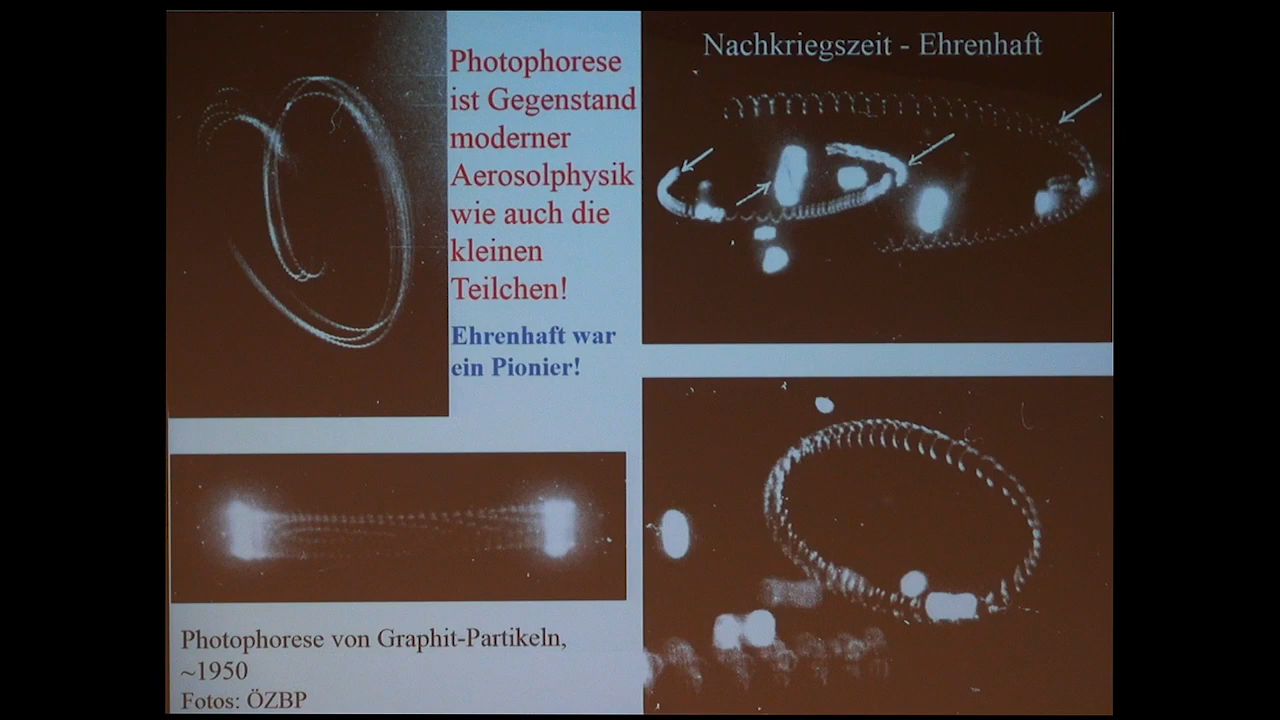 Photophorese
ist Gegenstand
moderner
Aerosolphysik
wie auch die
kleinen
Teilchen!
Ehrenhaft war
ein Pionier!
Nachkriegszeit - Ehrenhaft
Photophorese von Graphit-Partikeln,
~1950
Fotos: ÖZBP